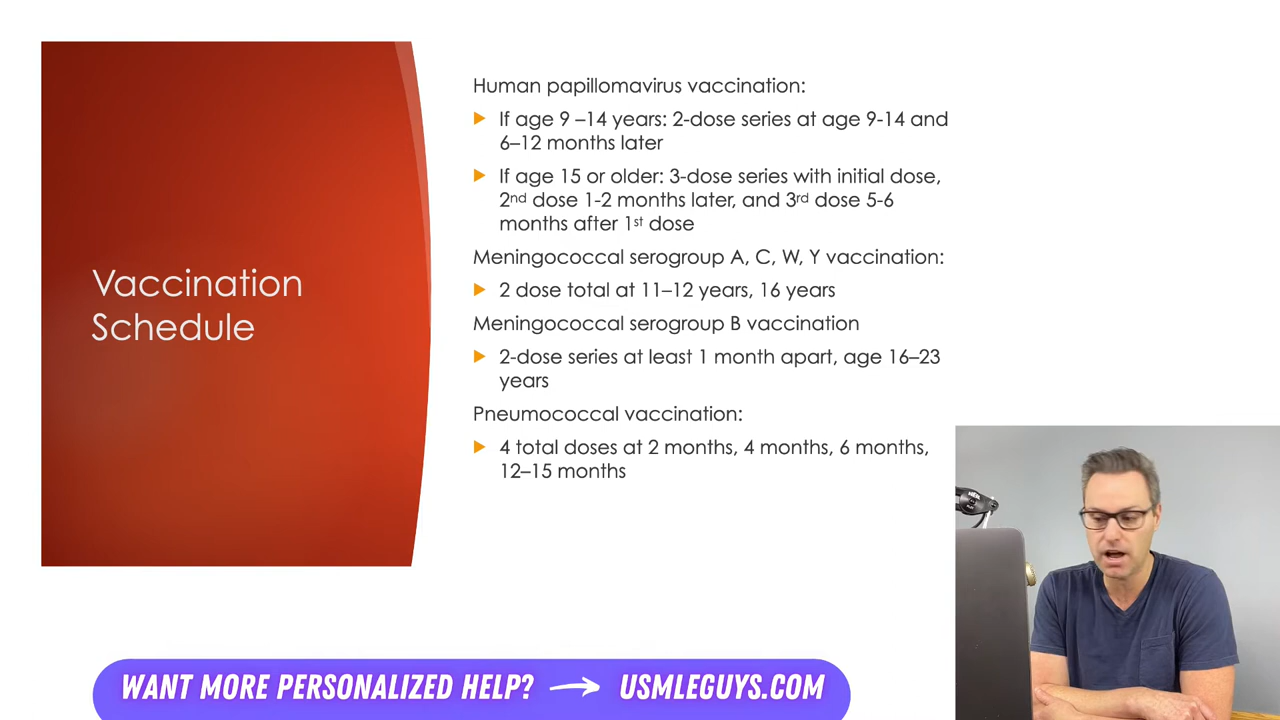 Vaccination
Schedule
Human papillomavirus vaccination:
If age 9 –14 years: 2-dose series at age 9-14 and
6–12 months later
If age 15 or older: 3-dose series with initial dose,
2nd dose 1-2 months later, and 3rd dose 5-6
months after 1st dose
Meningococcal serogroup A, C, W, Y vaccination:
2 dose total at 11–12 years, 16 years
Meningococcal serogroup B vaccination
2-dose series at least 1 month apart, age 16–23
years
Pneumococcal vaccination:
4 total doses at 2 months, 4 months, 6 months,
12–15 months
WANT MORE PERSONALIZED HELP? → USMLEGUYS.COM